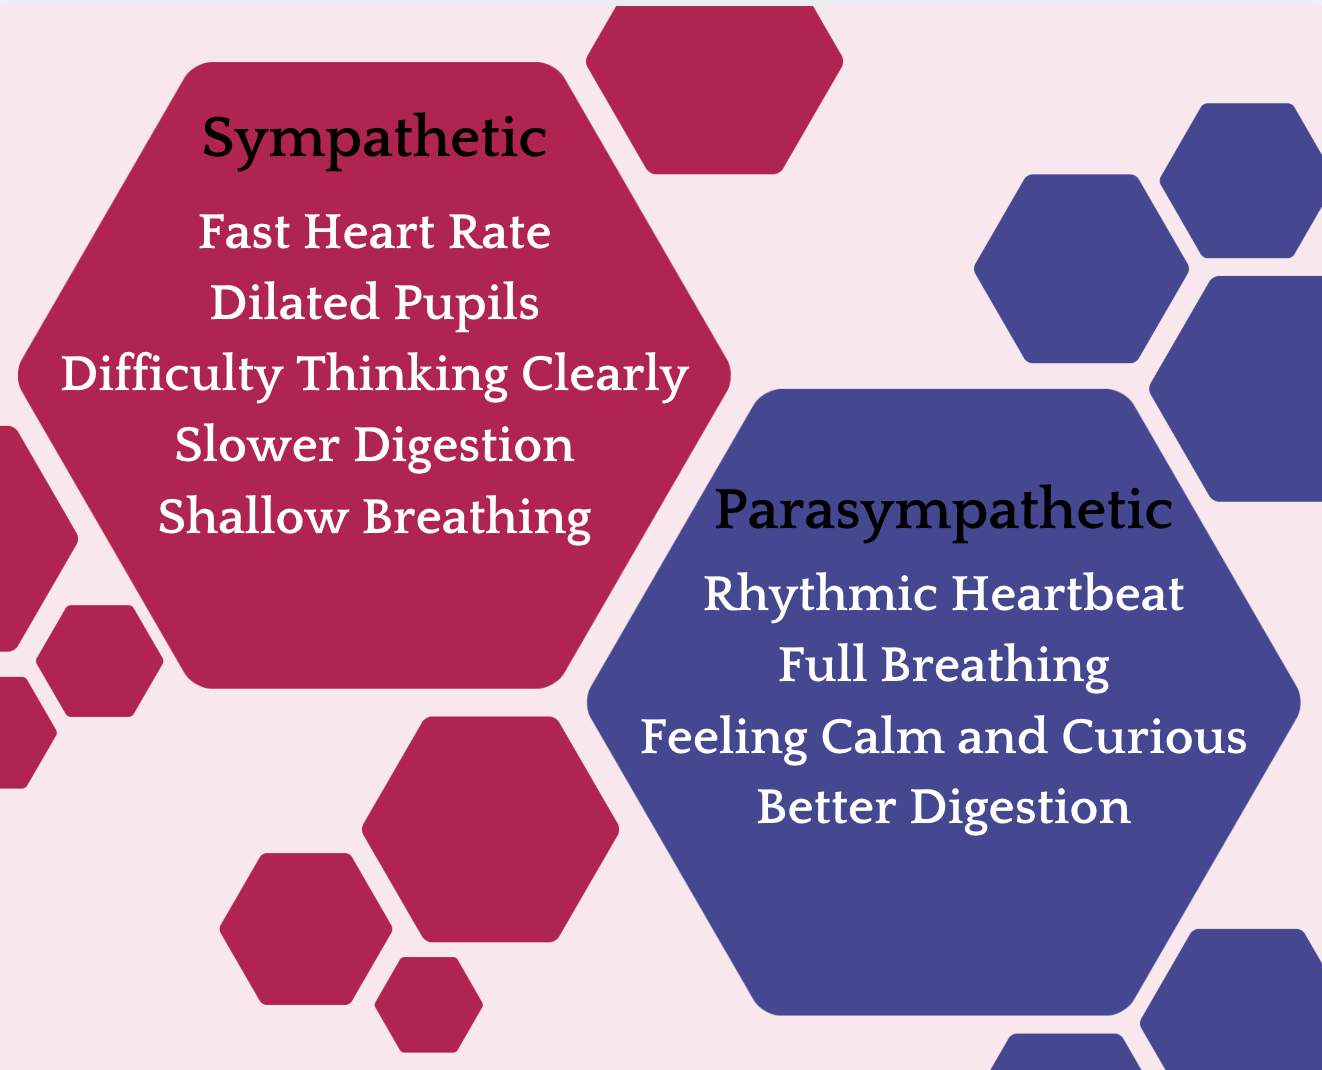 Sympathetic
Fast Heart Rate
Dilated Pupils
Difficulty Thinking Clearly
Slower Digestion
Shallow Breathing
Parasympathetic
Rhythmic Heartbeat
Full Breathing
Feeling Calm and Curious
Better Digestion